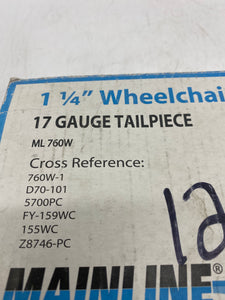 1 ¼" Wheelchai
17 GAUGE TAILPIECE
ML 760W
Cross Reference:
760W-1
D70-101
5700PC
FY-159WC
155WC
Z8746-PC
12
MAINLINE®